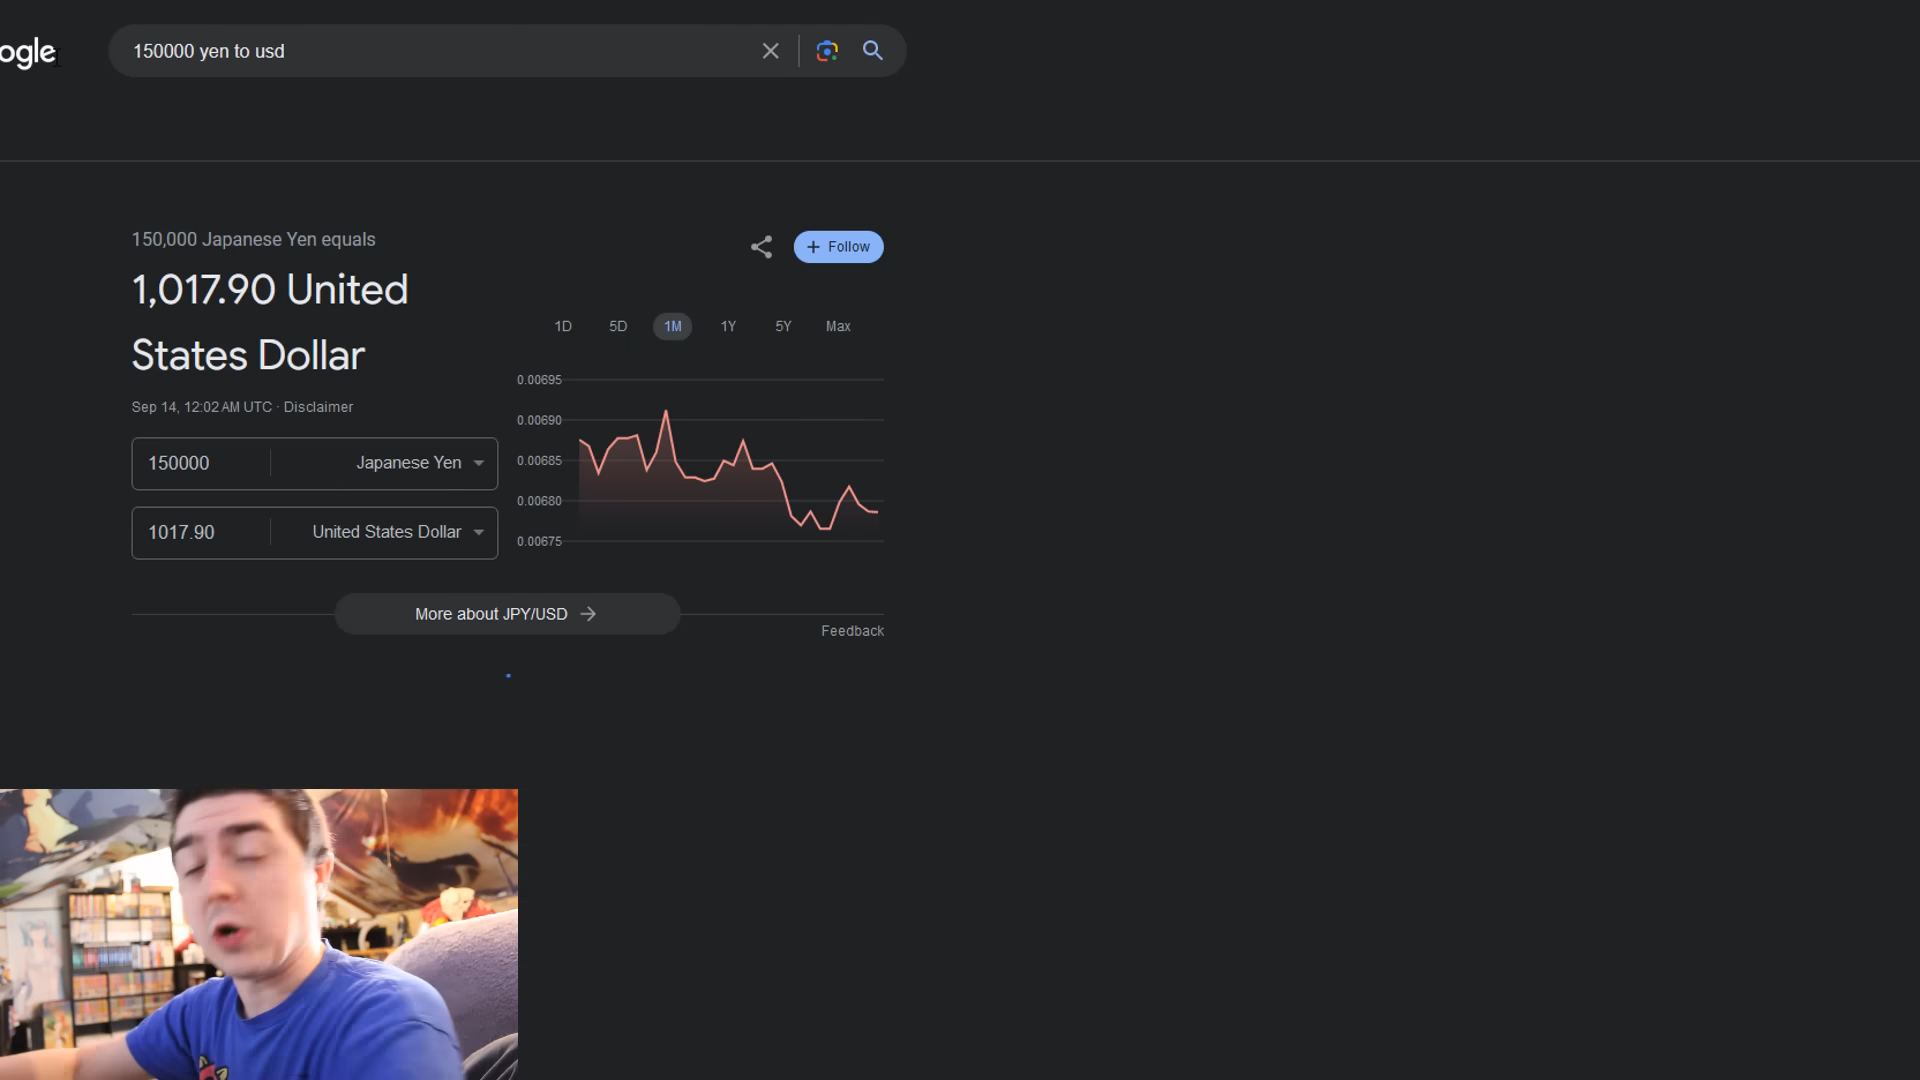 ogle
150000 yen to usd
150,000 Japanese Yen equals
1,017.90 United
States Dollar
Sep 14, 12:02 AM UTC · Disclaimer
150000 Japanese Yen
1017.90 United States Dollar
Follow
1D 5D 1M 1Y 5Y Max
0.00695
0.00690
0.00685
0.00680
0.00675
More about JPY/USD
Feedback